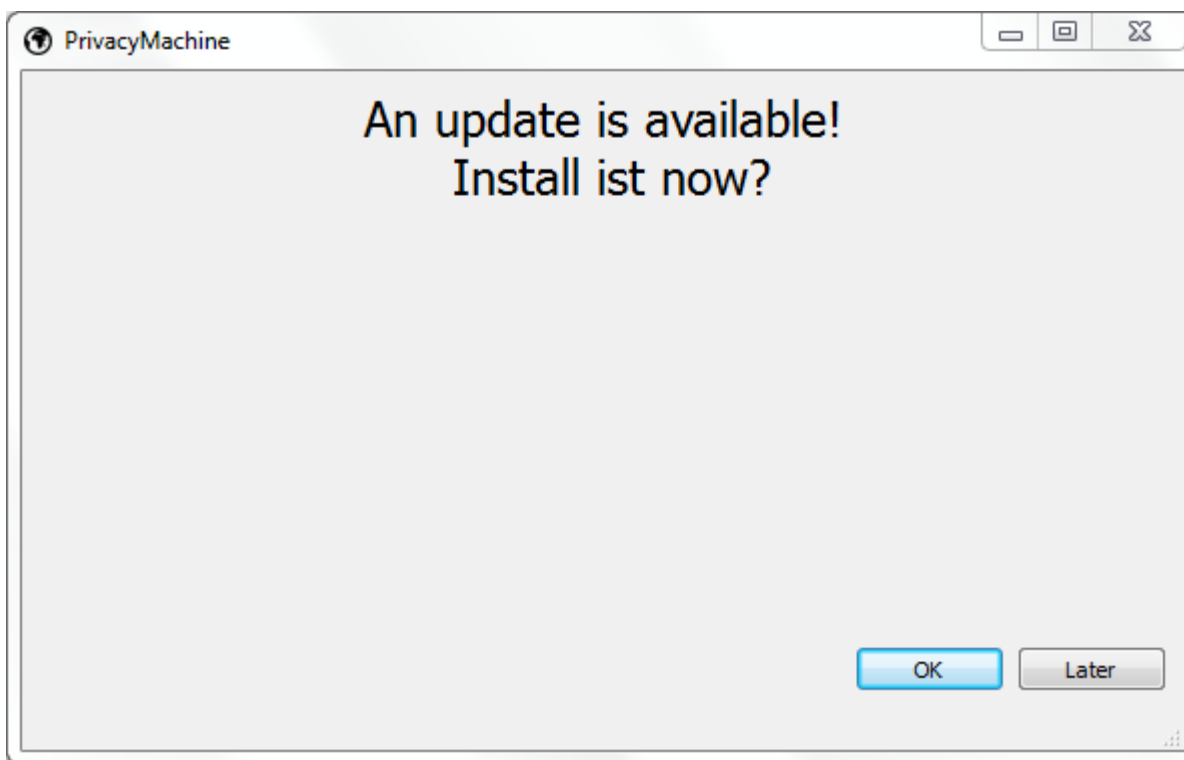 PrivacyMachine
An update is available!
Install ist now?
OK
Later